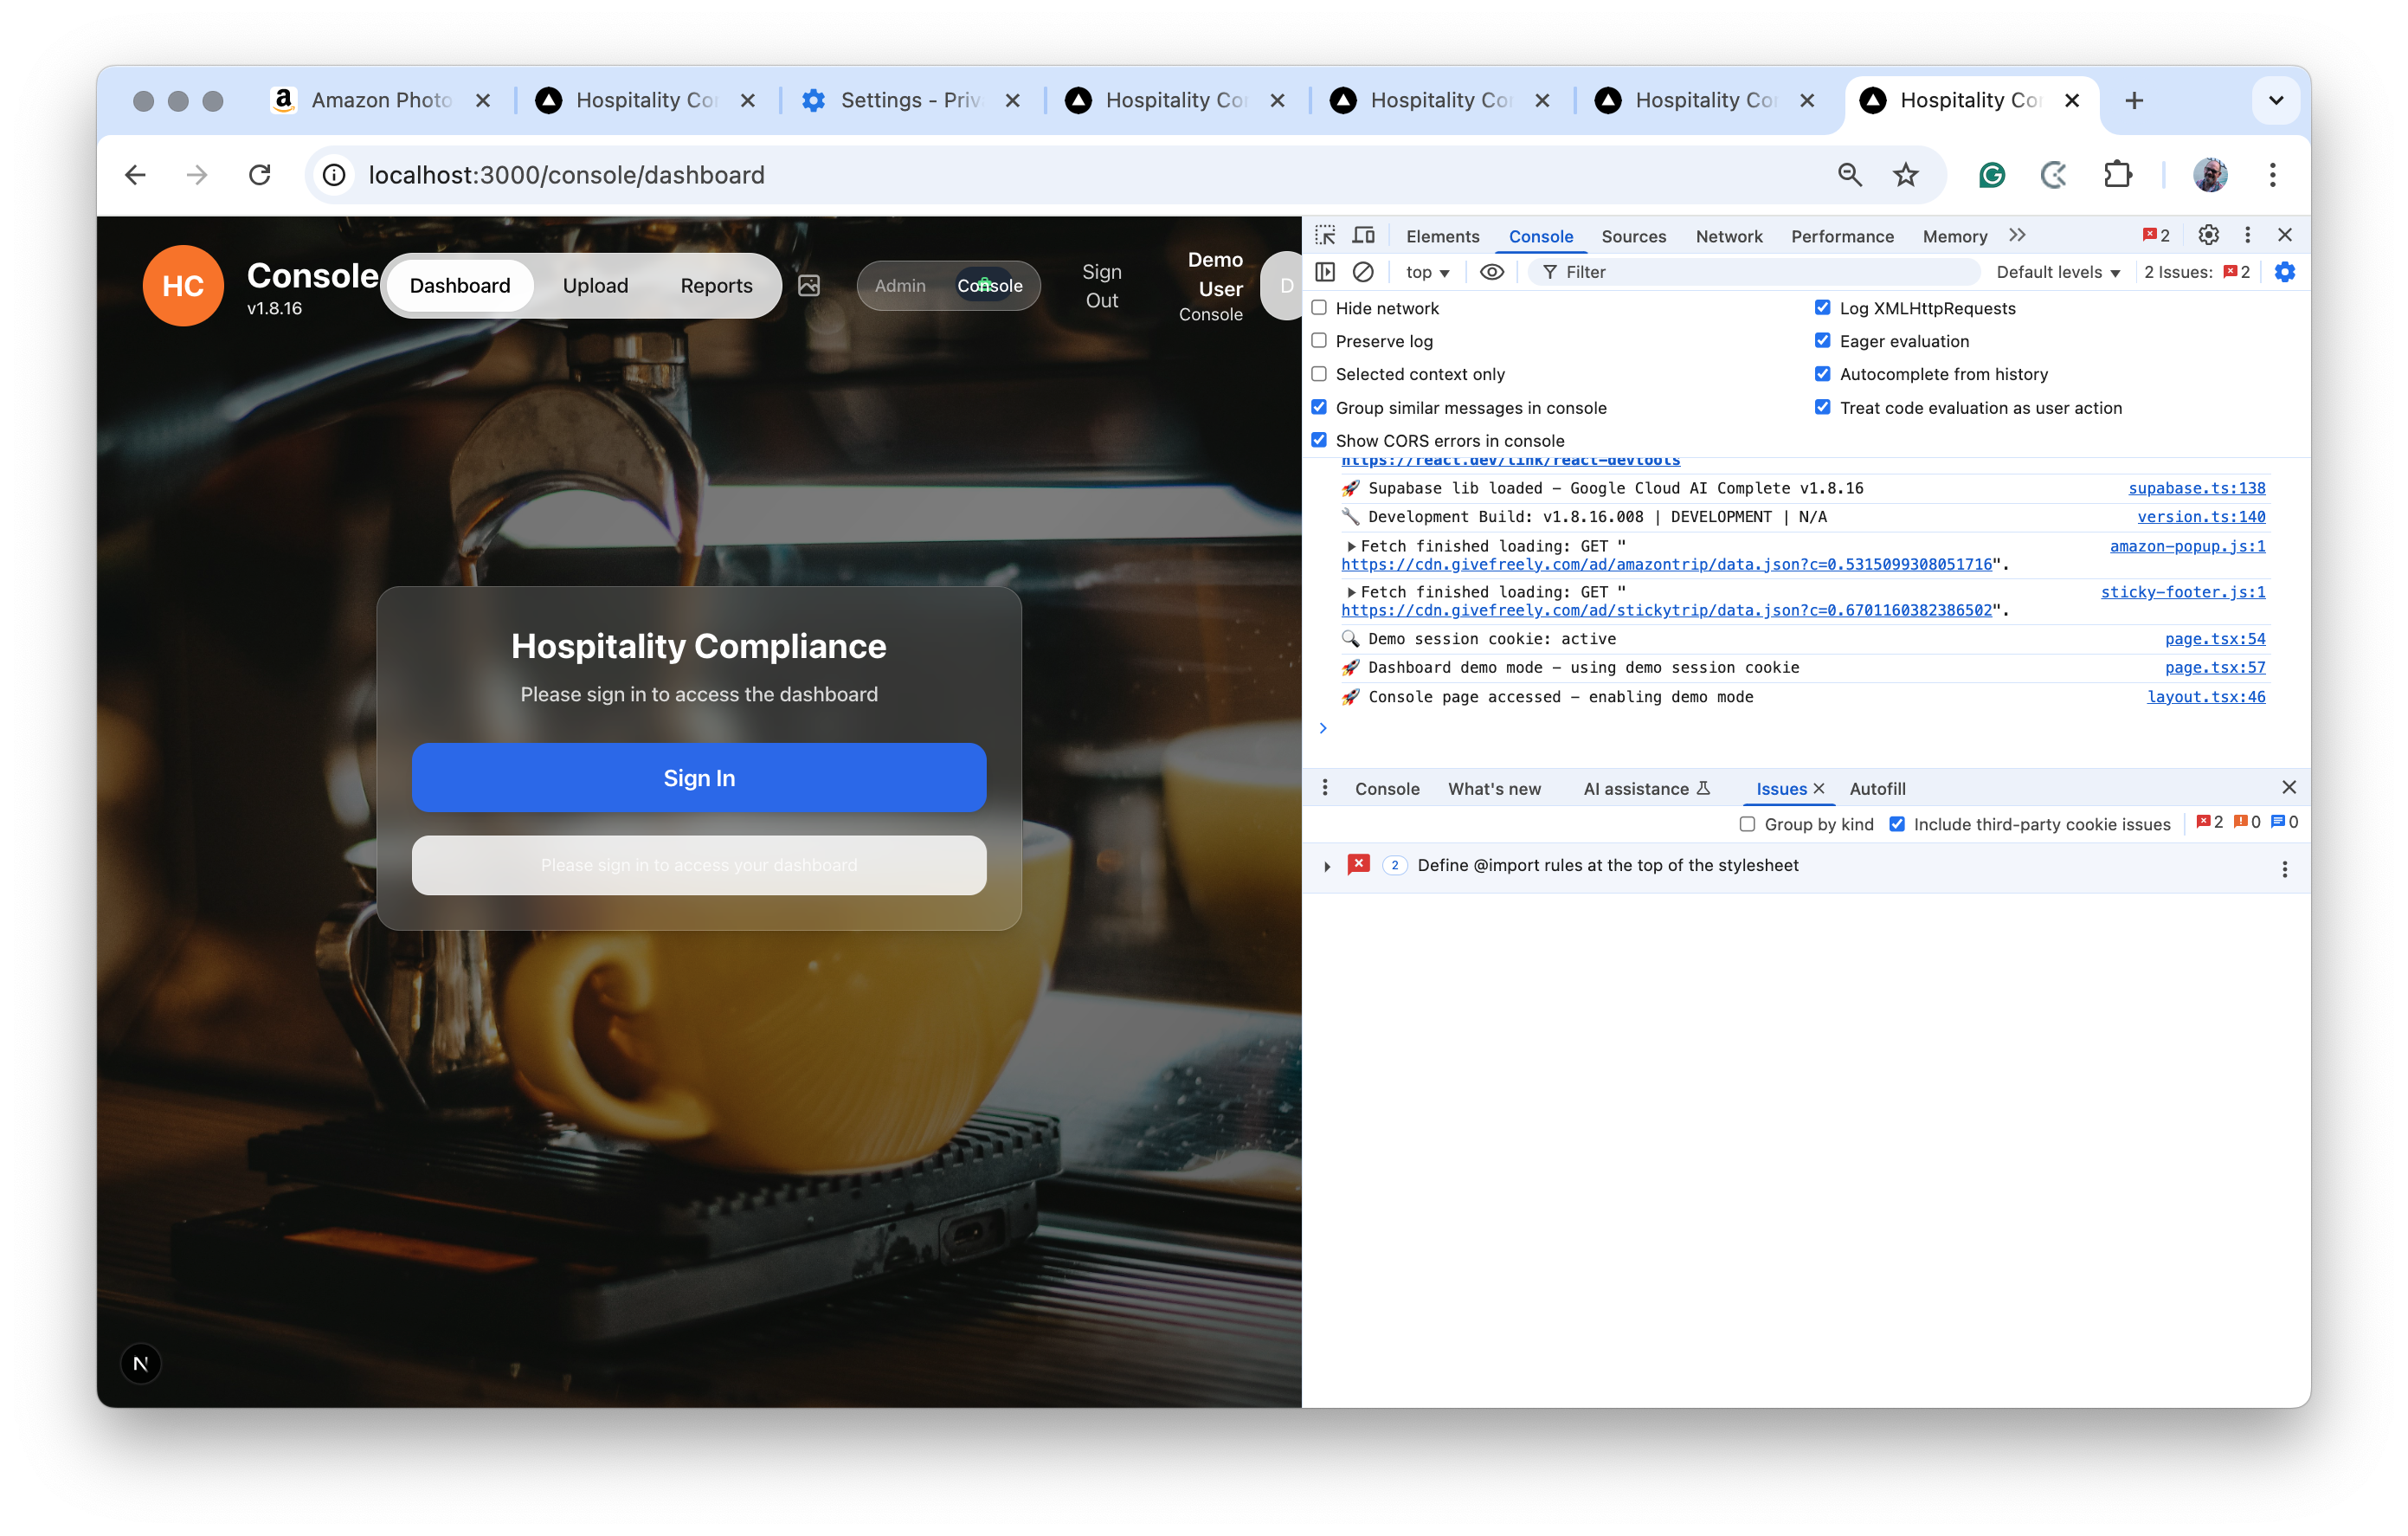 Amazon Photo
Hospitality Co
Settings - Priv
Hospitality Co
Hospitality Co
Hospitality Co
Hospitality Co
localhost:3000/console/dashboard
HC
Console
v1.8.16
Dashboard
Upload
Reports
Admin
Console
Sign
Out
Demo
User
Console
D
Hospitality Compliance
Please sign in to access the dashboard
Sign In
Please sign in to access your dashboard
N
Elements
Console
Sources
Network
Performance
Memory
2
top
Filter
Default levels
2 Issues: 2
Hide network
Log XMLHttpRequests
Preserve log
Eager evaluation
Selected context only
Autocomplete from history
Group similar messages in console
Treat code evaluation as user action
Show CORS errors in console
https://react.dev/link/react-devtools
🚀 Supabase lib loaded – Google Cloud AI Complete v1.8.16 supabase.ts:138
🔧 Development Build: v1.8.16.008 | DEVELOPMENT | N/A version.ts:140
Fetch finished loading: GET " amazon-popup.js:1
https://cdn.givefreely.com/ad/amazontrip/data.json?c=0.5315099308051716".
Fetch finished loading: GET " sticky-footer.js:1
https://cdn.givefreely.com/ad/stickytrip/data.json?c=0.6701160382386502".
🔍 Demo session cookie: active page.tsx:54
🚀 Dashboard demo mode – using demo session cookie page.tsx:57
🚀 Console page accessed – enabling demo mode layout.tsx:46
Console
What's new
AI assistance
Issues
Autofill
Group by kind
Include third-party cookie issues
2 0 0
2 Define @import rules at the top of the stylesheet